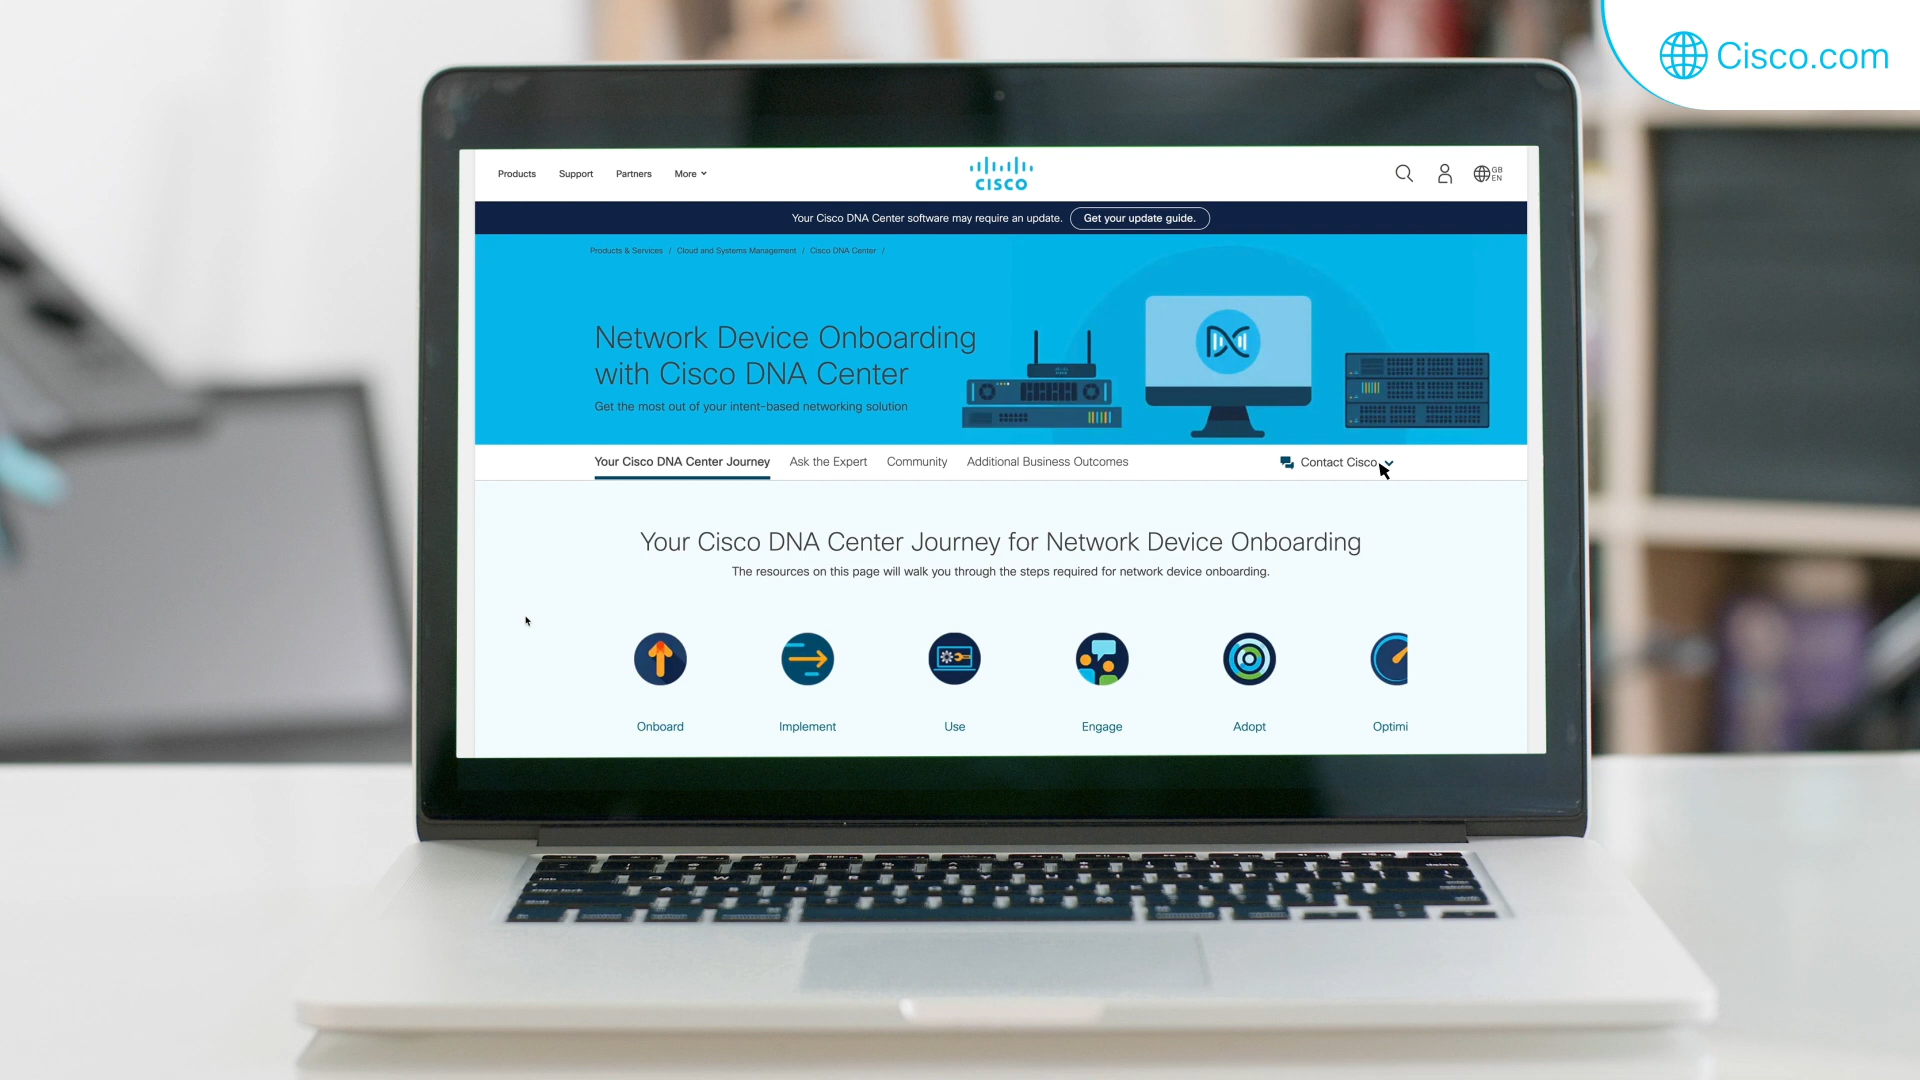 Cisco.com
Products Support Partners More
CISCO
GB
EN
Your Cisco DNA Center software may require an update. Get your update guide.
Products & Services / Cloud and Systems Management / Cisco DNA Center /
Network Device Onboarding
with Cisco DNA Center
Get the most out of your intent-based networking solution
Your Cisco DNA Center Journey Ask the Expert Community Additional Business Outcomes Contact Cisco
Your Cisco DNA Center Journey for Network Device Onboarding
The resources on this page will walk you through the steps required for network device onboarding.
Onboard Implement Use Engage Adopt Optimi